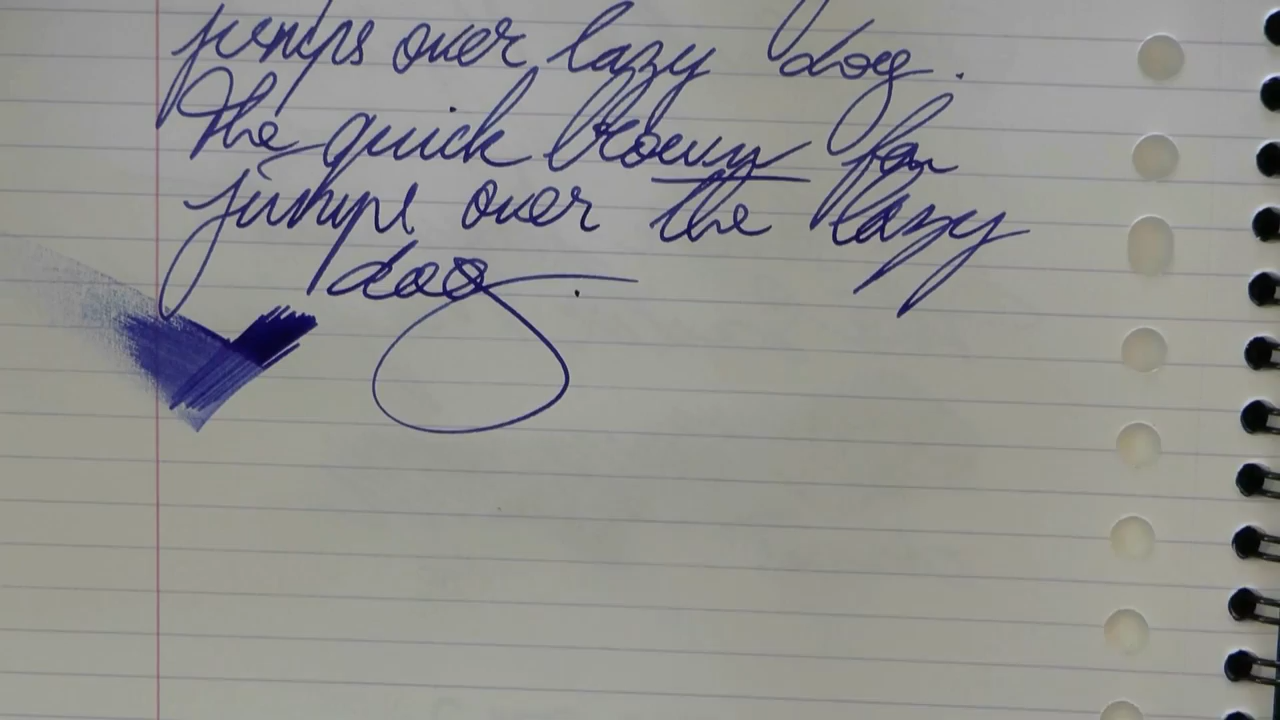 jumps over lazy dog.
The quick brown fox
jumps over the lazy
dog.